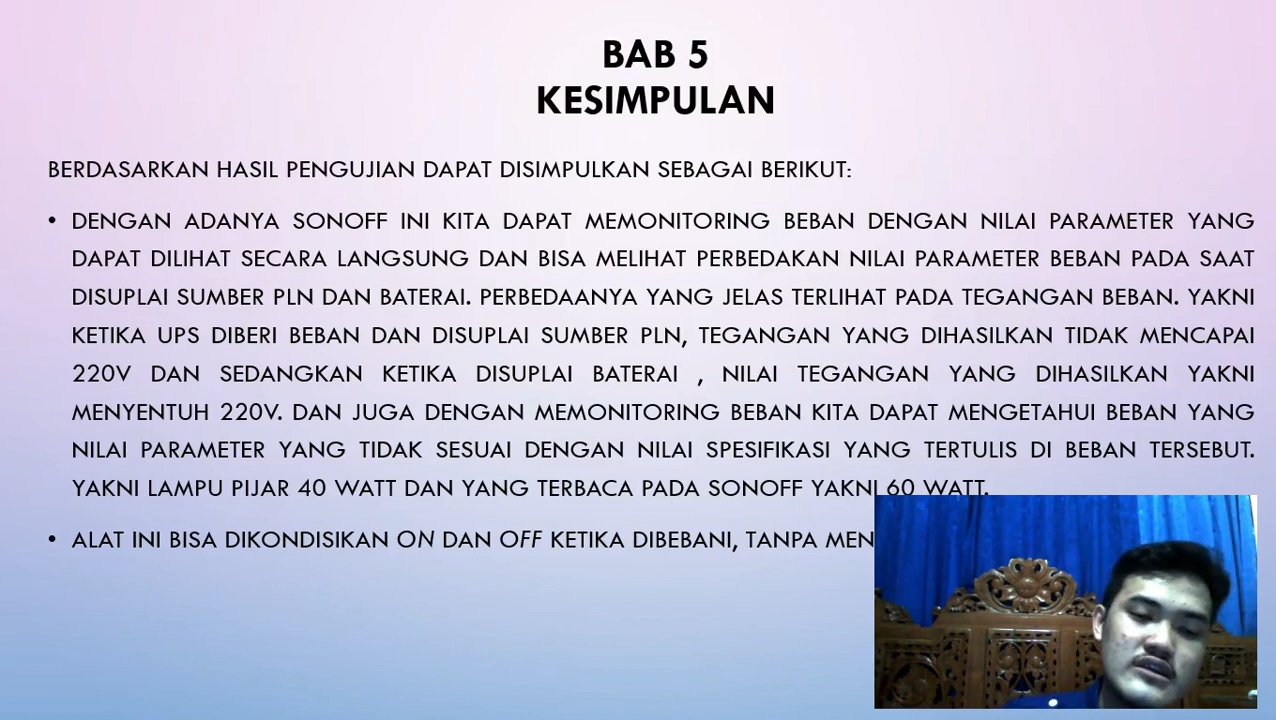 BAB 5
KESIMPULAN
BERDASARKAN HASIL PENGUJIAN DAPAT DISIMPULKAN SEBAGAI BERIKUT:
• DENGAN ADANYA SONOFF INI KITA DAPAT MEMONITORING BEBAN DENGAN NILAI PARAMETER YANG
DAPAT DILIHAT SECARA LANGSUNG DAN BISA MELIHAT PERBEDAKAN NILAI PARAMETER BEBAN PADA SAAT
DISUPLAI SUMBER PLN DAN BATERAI. PERBEDAANYA YANG JELAS TERLIHAT PADA TEGANGAN BEBAN. YAKNI
KETIKA UPS DIBERI BEBAN DAN DISUPLAI SUMBER PLN, TEGANGAN YANG DIHASILKAN TIDAK MENCAPAI
220V DAN SEDANGKAN KETIKA DISUPLAI BATERAI , NILAI TEGANGAN YANG DIHASILKAN YAKNI
MENYENTUH 220V. DAN JUGA DENGAN MEMONITORING BEBAN KITA DAPAT MENGETAHUI BEBAN YANG
NILAI PARAMETER YANG TIDAK SESUAI DENGAN NILAI SPESIFIKASI YANG TERTULIS DI BEBAN TERSEBUT.
YAKNI LAMPU PIJAR 40 WATT DAN YANG TERBACA PADA SONOFF YAKNI 60 WATT.
• ALAT INI BISA DIKONDISIKAN ON DAN OFF KETIKA DIBEBANI, TANPA